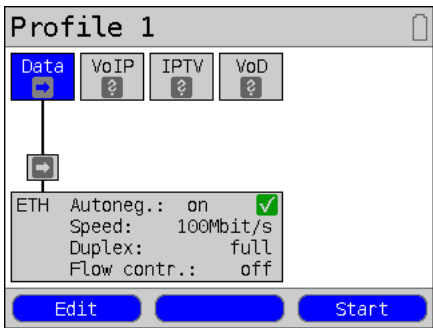 Profile 1
Data VoIP IPTV VoD
? ? ?
ETH Autoneg.: on
Speed: 100Mbit/s
Duplex: full
Flow contr.: off
Edit Start